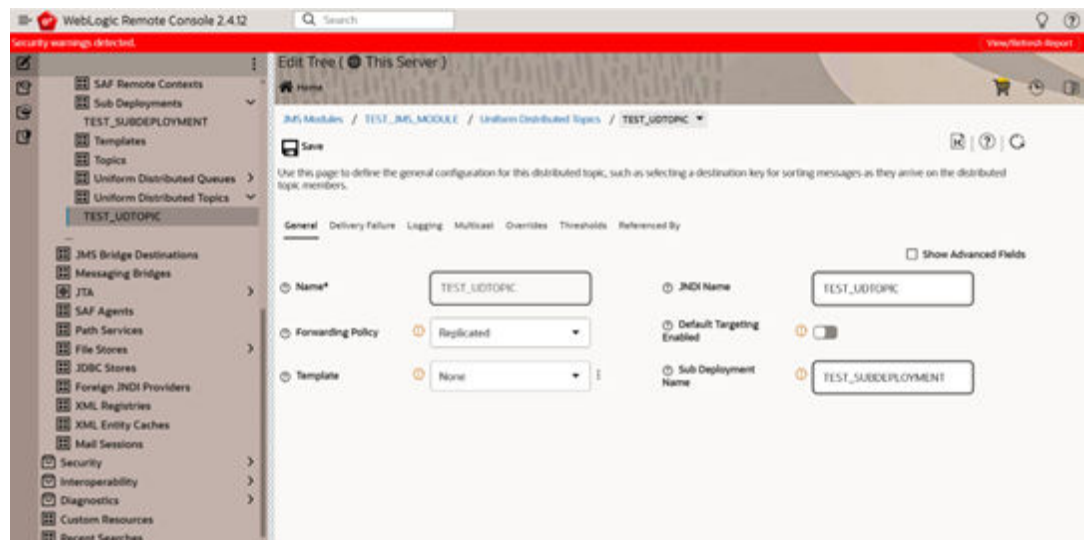 WebLogic Remote Console 2.4.12
Search
Security warnings detected.
View/Refresh Report
Edit Tree ( This Server )
Home
SAF Remote Contexts
Sub Deployments
TEST_SUBDEPLOYMENT
Templates
Topics
Uniform Distributed Queues
Uniform Distributed Topics
TEST_UDTOPIC
...
JMS Bridge Destinations
Messaging Bridges
JTA
SAF Agents
Path Services
File Stores
JDBC Stores
Foreign JNDI Providers
XML Registries
XML Entity Caches
Mail Sessions
Security
Interoperability
Diagnostics
Custom Resources
Recent Searches
JMS Modules / TEST_JMS_MODULE / Uniform Distributed Topics / TEST_UDTOPIC
Save
Use this page to define the general configuration for this distributed topic, such as selecting a destination key for sorting messages as they arrive on the distributed
topic members.
General Delivery Failure Logging Multicast Overrides Thresholds Referenced By
Show Advanced Fields
Name* TEST_UDTOPIC JNDI Name TEST_UDTOPIC
Forwarding Policy Replicated Default Targeting
Enabled
Template None Sub Deployment
Name TEST_SUBDEPLOYMENT